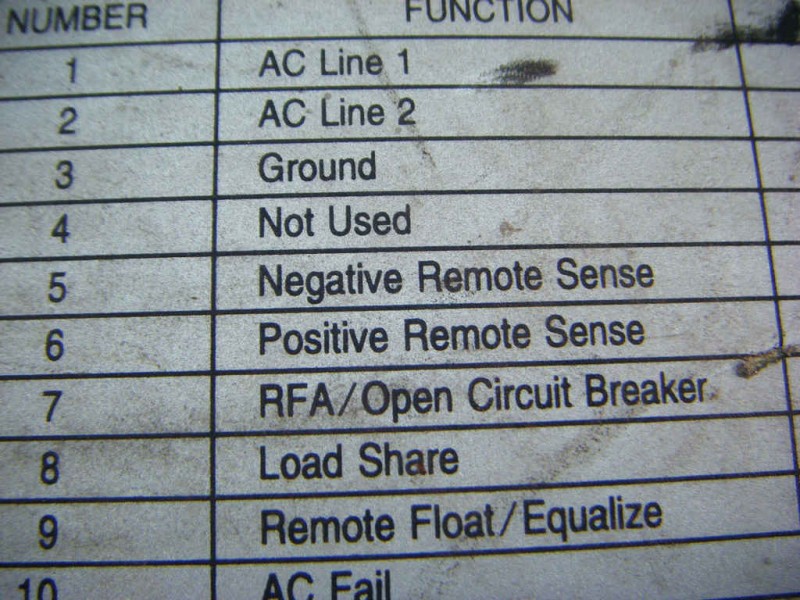 NUMBER FUNCTION
1 AC Line 1
2 AC Line 2
3 Ground
4 Not Used
5 Negative Remote Sense
6 Positive Remote Sense
7 RFA/Open Circuit Breaker
8 Load Share
9 Remote Float/Equalize
10 AC Fail